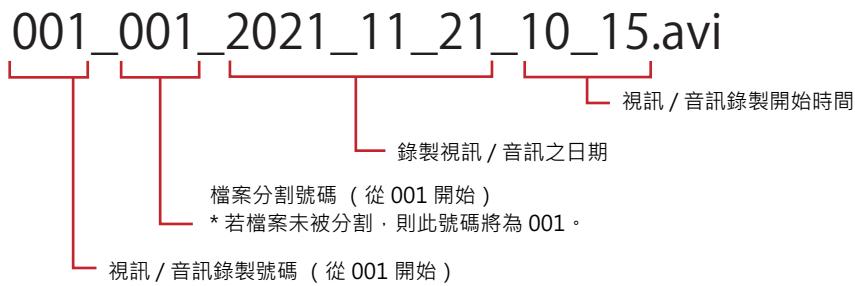 001_001_2021_11_21_10_15.avi
視訊 / 音訊錄製開始時間
錄製視訊 / 音訊之日期
檔案分割號碼 ( 從 001 開始 )
* 若檔案未被分割，則此號碼將為 001。
視訊 / 音訊錄製號碼 ( 從 001 開始 )